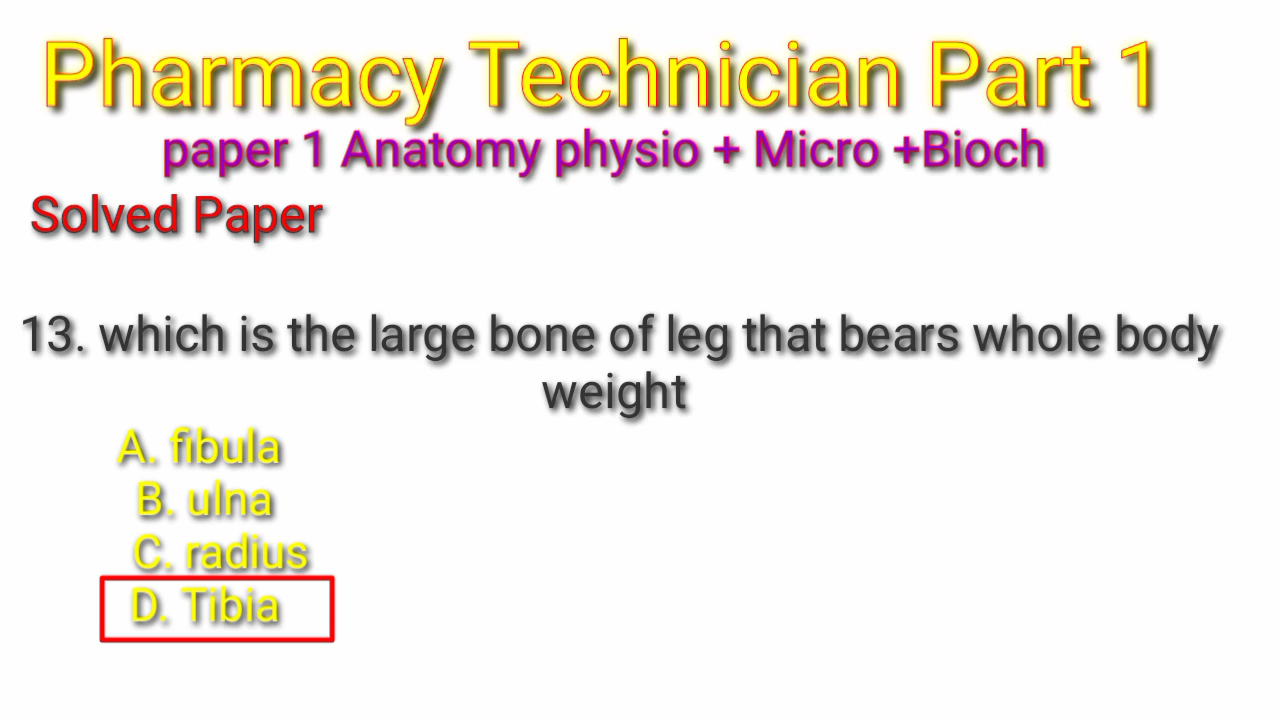 Pharmacy Technician Part 1
paper 1 Anatomy physio + Micro +Bioch
Solved Paper
13. which is the large bone of leg that bears whole body
weight
A. fibula
B. ulna
C. radius
D. Tibia